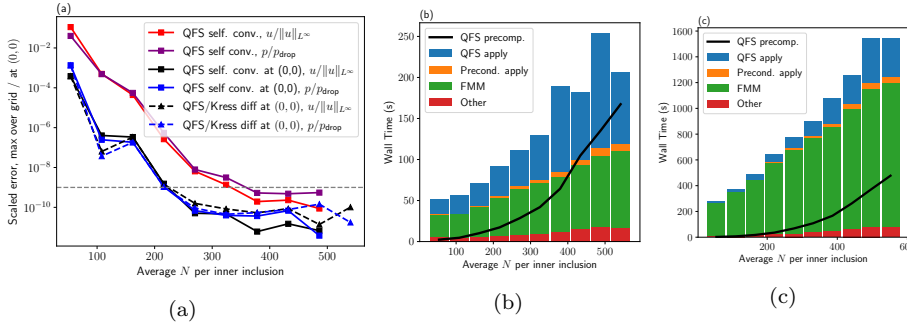 (a)
QFS self. conv., u/‖u‖L∞
QFS self conv., p/pdrop
QFS self. conv. at (0,0), u/‖u‖L∞
QFS self conv. at (0,0), p/pdrop
QFS/Kress diff at (0,0), u/‖u‖L∞
QFS/Kress diff at (0,0), p/pdrop
Scaled error, max over grid / at (0,0)
10−2
10−4
10−6
10−8
10−10
100 200 300 400 500
Average N per inner inclusion
(a)
(b)
QFS precomp.
QFS apply
Precond. apply
FMM
Other
Wall Time (s)
250
200
150
100
50
0
100 200 300 400 500
Average N per inner inclusion
(b)
(c)
QFS precomp.
QFS apply
Precond. apply
FMM
Other
Wall Time (s)
1600
1400
1200
1000
800
600
400
200
0
200 400 60
Average N per inner inclusion
(c)